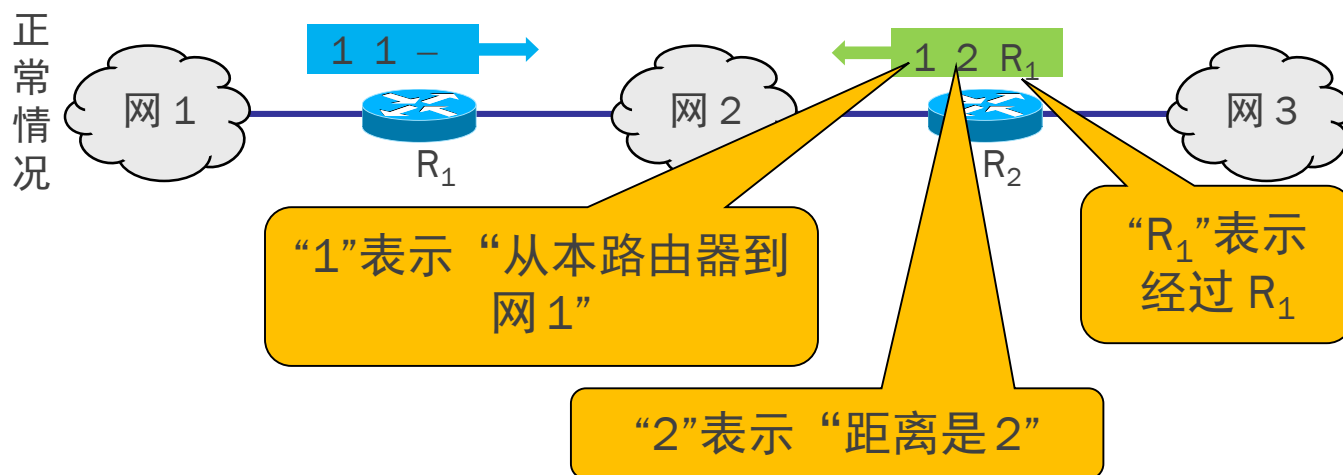 正常情况
1 1 −
1 2 R₁
网 1
网 2
网 3
R₁
R₂
“1”表示 “从本路由器到
网 1”
“R₁”表示
经过 R₁
“2”表示 “距离是 2”